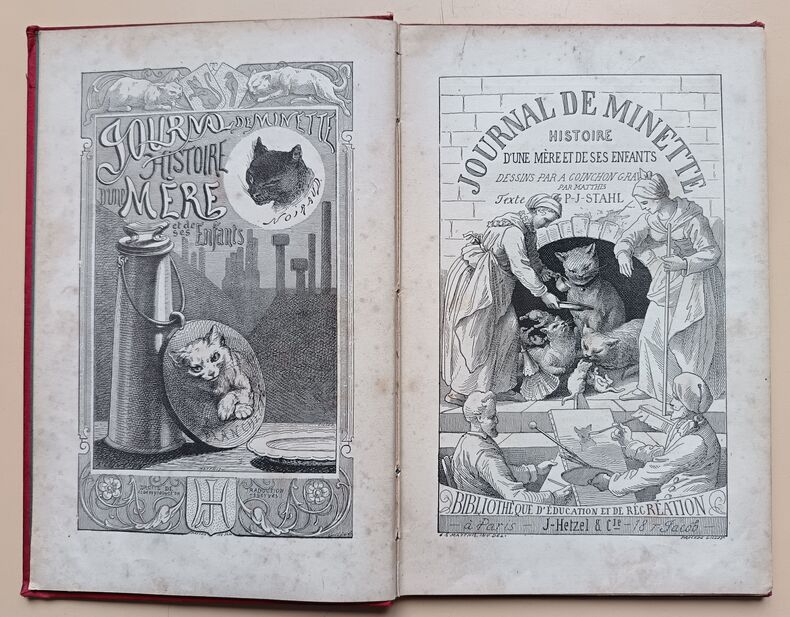 JOURNAL DE MINETTE
HISTOIRE
D'UNE MÈRE
et de
ses Enfants
NOIRAUD
TRADUCTION
H
JOURNAL DE MINETTE
HISTOIRE
D'UNE MÈRE ET DE SES ENFANTS
DESSINS PAR A COINCHON GRAV
PAR MATTHIS
Texte P-J-STAHL
BIBLIOTHÈQUE D'ÉDUCATION ET DE RÉCRÉATION
à Paris - J-Hetzel & Cie - 18 r Jacob